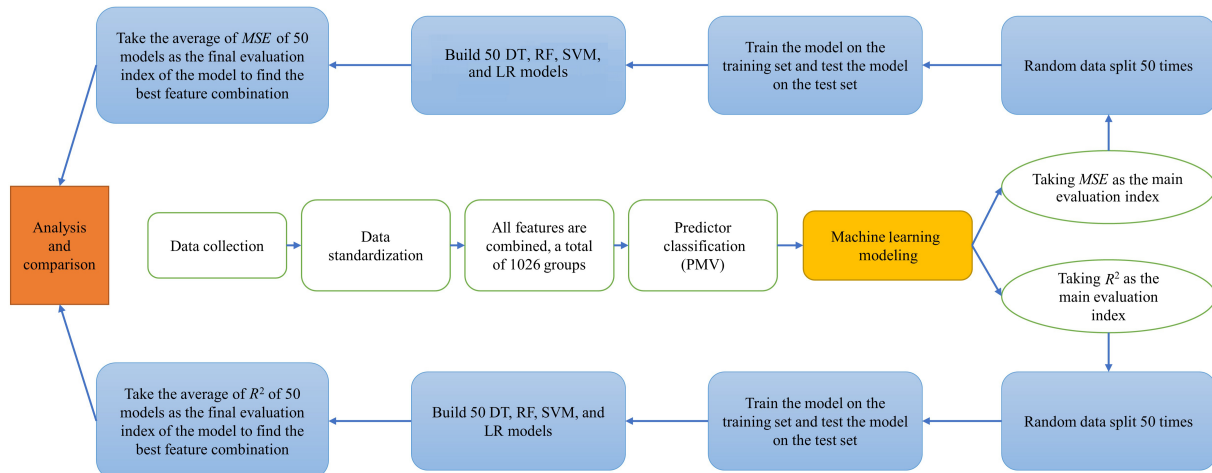 Take the average of MSE of 50
models as the final evaluation
index of the model to find the
best feature combination
Build 50 DT, RF, SVM,
and LR models
Train the model on the
training set and test the model
on the test set
Random data split 50 times
Taking MSE as the main
evaluation index
Analysis
and
comparison
Data collection
Data
standardization
All features are
combined, a total
of 1026 groups
Predictor
classification
(PMV)
Machine learning
modeling
Taking R² as the
main evaluation
index
Take the average of R² of 50
models as the final evaluation
index of the model to find the
best feature combination
Build 50 DT, RF, SVM, and
LR models
Train the model on the
training set and test the model
on the test set
Random data split 50 times